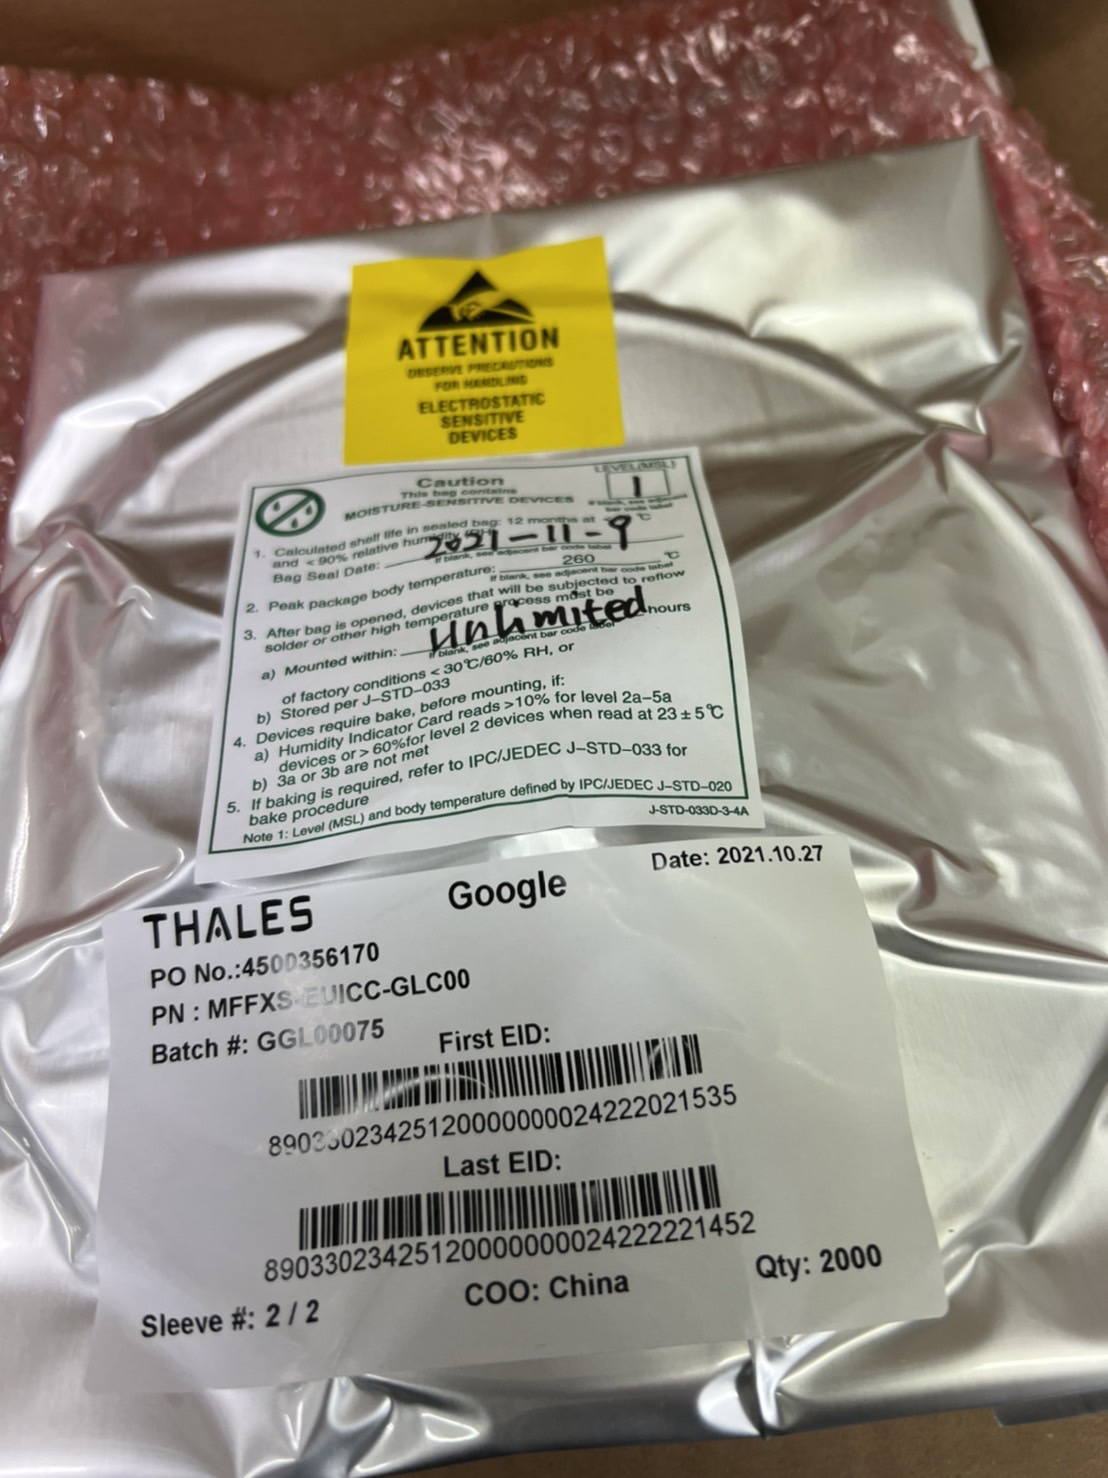 ATTENTION
OBSERVE PRECAUTIONS
FOR HANDLING
ELECTROSTATIC
SENSITIVE
DEVICES
Caution
This bag contains
MOISTURE-SENSITIVE DEVICES
LEVEL(MSL)
1
If blank, see adjacent
bar code label
1. Calculated shelf life in sealed bag: 12 months at °C
and <90% relative humidity (RH)
Bag Seal Date: 2021-11-9
If blank, see adjacent bar code label
2. Peak package body temperature: 260 °C
If blank, see adjacent bar code label
3. After bag is opened, devices that will be subjected to reflow
solder or other high temperature process must be
a) Mounted within: Unlimited hours
If blank, see adjacent bar code label
of factory conditions <30℃/60% RH, or
b) Stored per J-STD-033
4. Devices require bake, before mounting, if:
a) Humidity Indicator Card reads >10% for level 2a-5a
devices or > 60%for level 2 devices when read at 23 ± 5℃
b) 3a or 3b are not met
5. If baking is required, refer to IPC/JEDEC J-STD-033 for
bake procedure
Note 1: Level (MSL) and body temperature defined by IPC/JEDEC J-STD-020
J-STD-033D-3-4A
Date: 2021.10.27
THALES Google
PO No.:4500356170
PN : MFFXS-EUICC-GLC00
Batch #: GGL00075
First EID:
89033023425120000000024222021535
Last EID:
89033023425120000000024222221452
Qty: 2000
COO: China
Sleeve #: 2 / 2